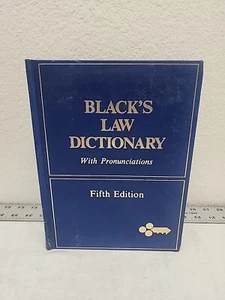 BLACK'S
LAW
DICTIONARY
With Pronunciations
Fifth Edition